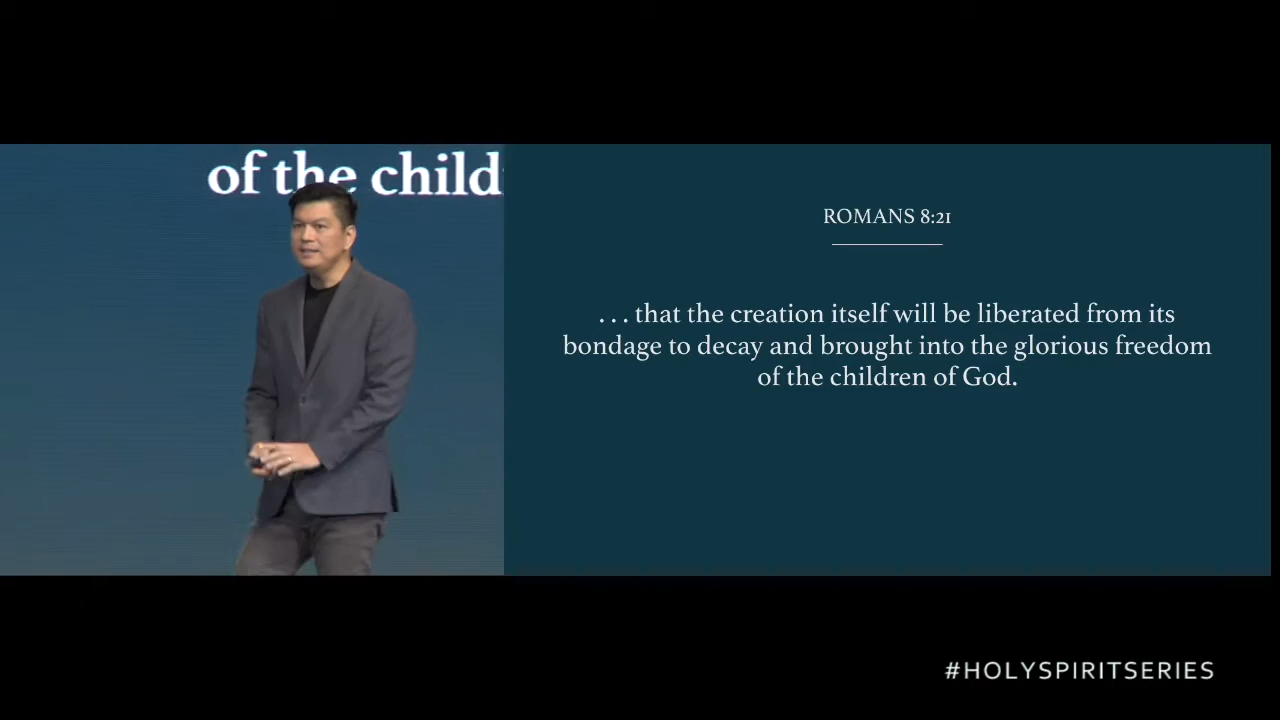 of the child
ROMANS 8:21
... that the creation itself will be liberated from its
bondage to decay and brought into the glorious freedom
of the children of God.
#HOLYSPIRITSERIES